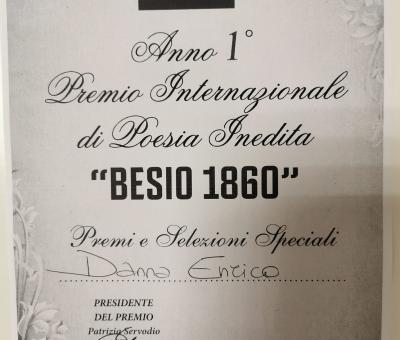 Anno 1°
Premio Internazionale
di Poesia Inedita
“BESIO 1860”
Premi e Selezioni Speciali
Danna Enrico
PRESIDENTE
DEL PREMIO
Patrizia Servodio